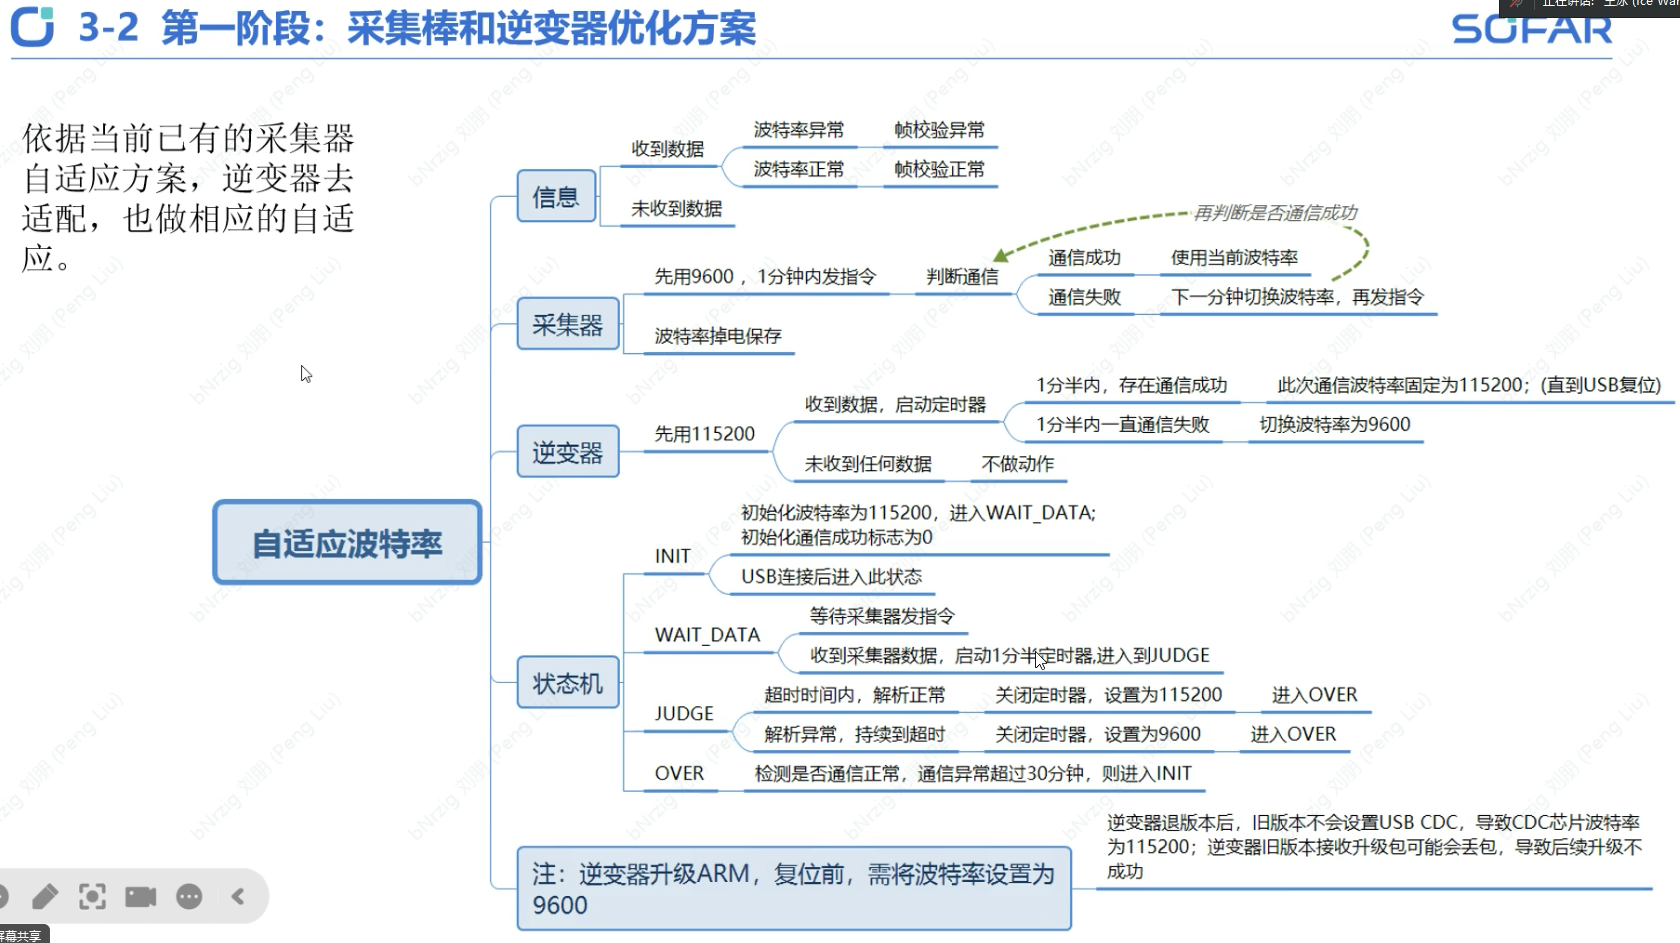 3-2 第一阶段：采集棒和逆变器优化方案
SOFAR
依据当前已有的采集器
自适应方案，逆变器去
适配，也做相应的自适
应。
自适应波特率
信息
收到数据
波特率异常
帧校验异常
波特率正常
帧校验正常
未收到数据
采集器
先用9600，1分钟内发指令
判断通信
再判断是否通信成功
通信成功
使用当前波特率
通信失败
下一分钟切换波特率，再发指令
波特率掉电保存
逆变器
先用115200
收到数据，启动定时器
1分半内，存在通信成功
此次通信波特率固定为115200；(直到USB复位)
1分半内一直通信失败
切换波特率为9600
未收到任何数据
不做动作
状态机
INIT
初始化波特率为115200，进入WAIT_DATA;
初始化通信成功标志为0
USB连接后进入此状态
WAIT_DATA
等待采集器发指令
收到采集器数据，启动1分半定时器,进入到JUDGE
JUDGE
超时时间内，解析正常
关闭定时器，设置为115200
进入OVER
解析异常，持续到超时
关闭定时器，设置为9600
进入OVER
OVER
检测是否通信正常，通信异常超过30分钟，则进入INIT
注：逆变器升级ARM，复位前，需将波特率设置为
9600
逆变器退版本后，旧版本不会设置USB CDC，导致CDC芯片波特率
为115200；逆变器旧版本接收升级包可能会丢包，导致后续升级不
成功
屏幕共享
bNrzig 刘朋 (Peng Liu)